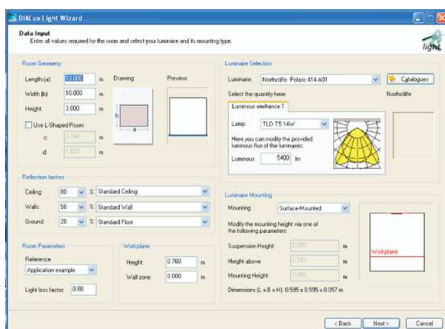 DIALux Light Wizard
Data Input
Enter all values required for the room and select your luminaire and its mounting type.
light
Room Geometry
Length (a): 10.000 m Drawing: Preview:
Width (b): 10.000 m
Height: 3.000 m
Use L-Shaped Room
c: m
d: m
Reflection factors
Ceiling: 80 % Standard Ceiling
Walls: 50 % Standard Wall
Ground: 20 % Standard Floor
Room Parameters
Reference
Application example
Light loss factor: 0.80
Workplane
Height: 0.760 m
Wall zone: 0.000 m
Luminaire Selection
Luminaire: Northcliffe Polaris 414 A01 Catalogues
Select the quantity here: Northcliffe
Luminous emittance 1
Lamp: TLD-T5 14W
Here you can modify the provided
luminous flux of the luminaires:
Luminous 5400 lm
Luminaire Mounting
Mounting Surface-Mounted
Modify the mounting height via one of
the following parameters:
Suspension Height: m
Height above m
Mounting Height: m
Workplane
Dimensions (L x B x H): 0.595 x 0.595 x 0.057 m
< Back Next > Cancel